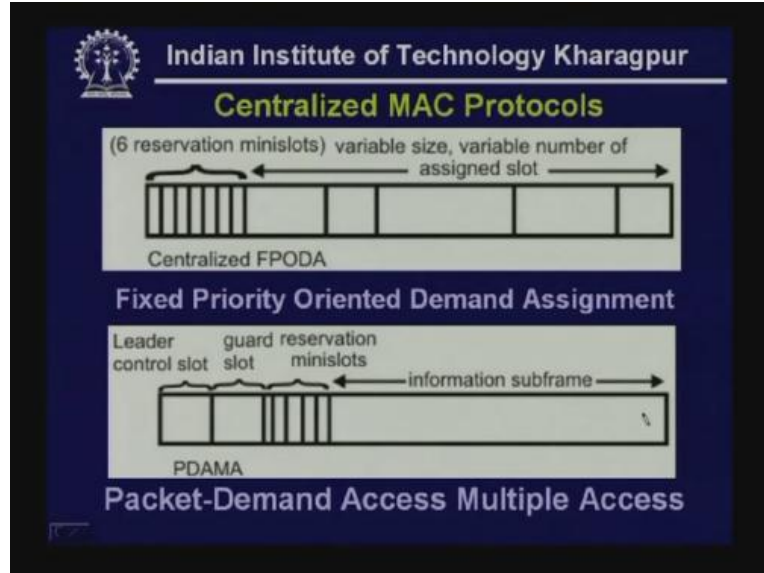 Indian Institute of Technology Kharagpur
Centralized MAC Protocols
(6 reservation minislots) variable size, variable number of
assigned slot
Centralized FPODA
Fixed Priority Oriented Demand Assignment
Leader guard reservation
control slot slot minislots
information subframe
PDAMA
Packet-Demand Access Multiple Access